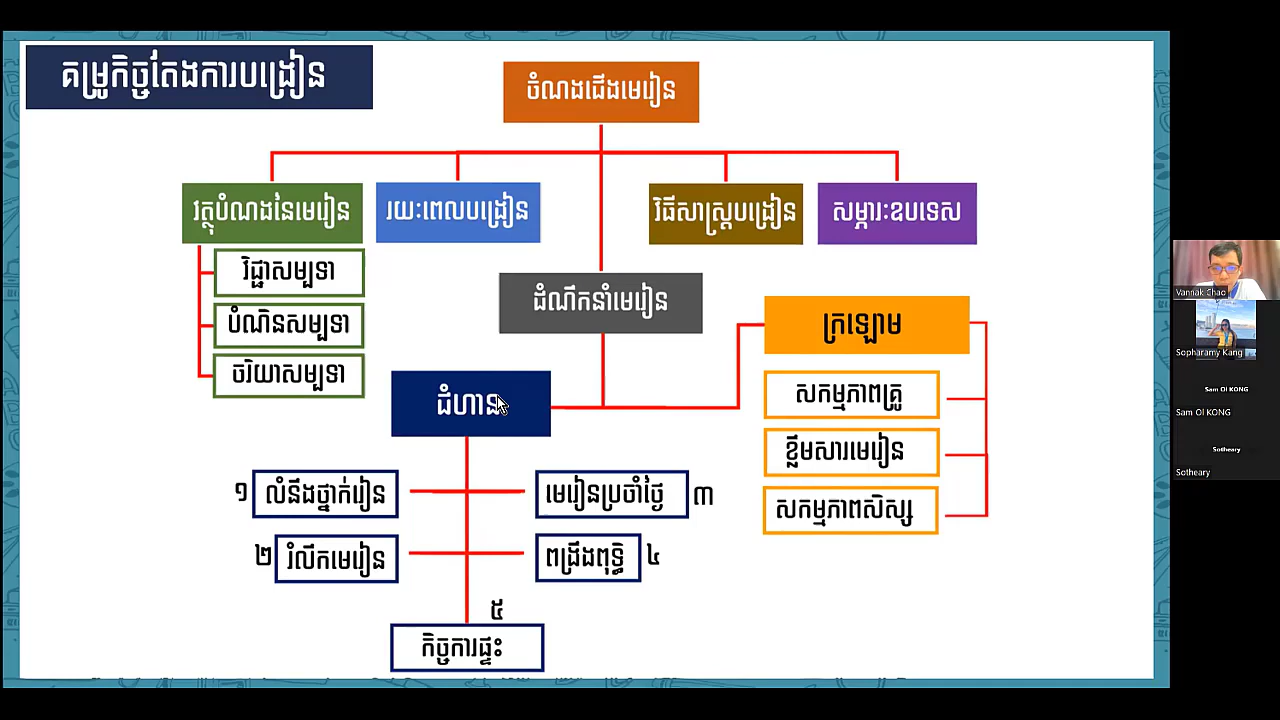 គម្រូកិច្ចតែងការបង្រៀន
ចំណងជើងមេរៀន
វត្ថុបំណងនៃមេរៀន
រយៈពេលបង្រៀន
វិធីសាស្ត្របង្រៀន
សម្ភារៈឧបទេស
វិជ្ជាសម្បទា
បំណិនសម្បទា
ចរិយាសម្បទា
ដំណឹកនាំមេរៀន
ក្រឡោម
សកម្មភាពគ្រូ
ខ្លឹមសារមេរៀន
សកម្មភាពសិស្ស
ជំហាន
១ លំនឹងថ្នាក់រៀន
មេរៀនប្រចាំថ្ងៃ ៣
២ រំលឹកមេរៀន
ពង្រឹងពុទ្ធិ ៤
៥
កិច្ចការផ្ទះ
Vannak Chao
Sopharamy Kang
Sam Ol KONG
Sam Ol KONG
Sotheary
Sotheary